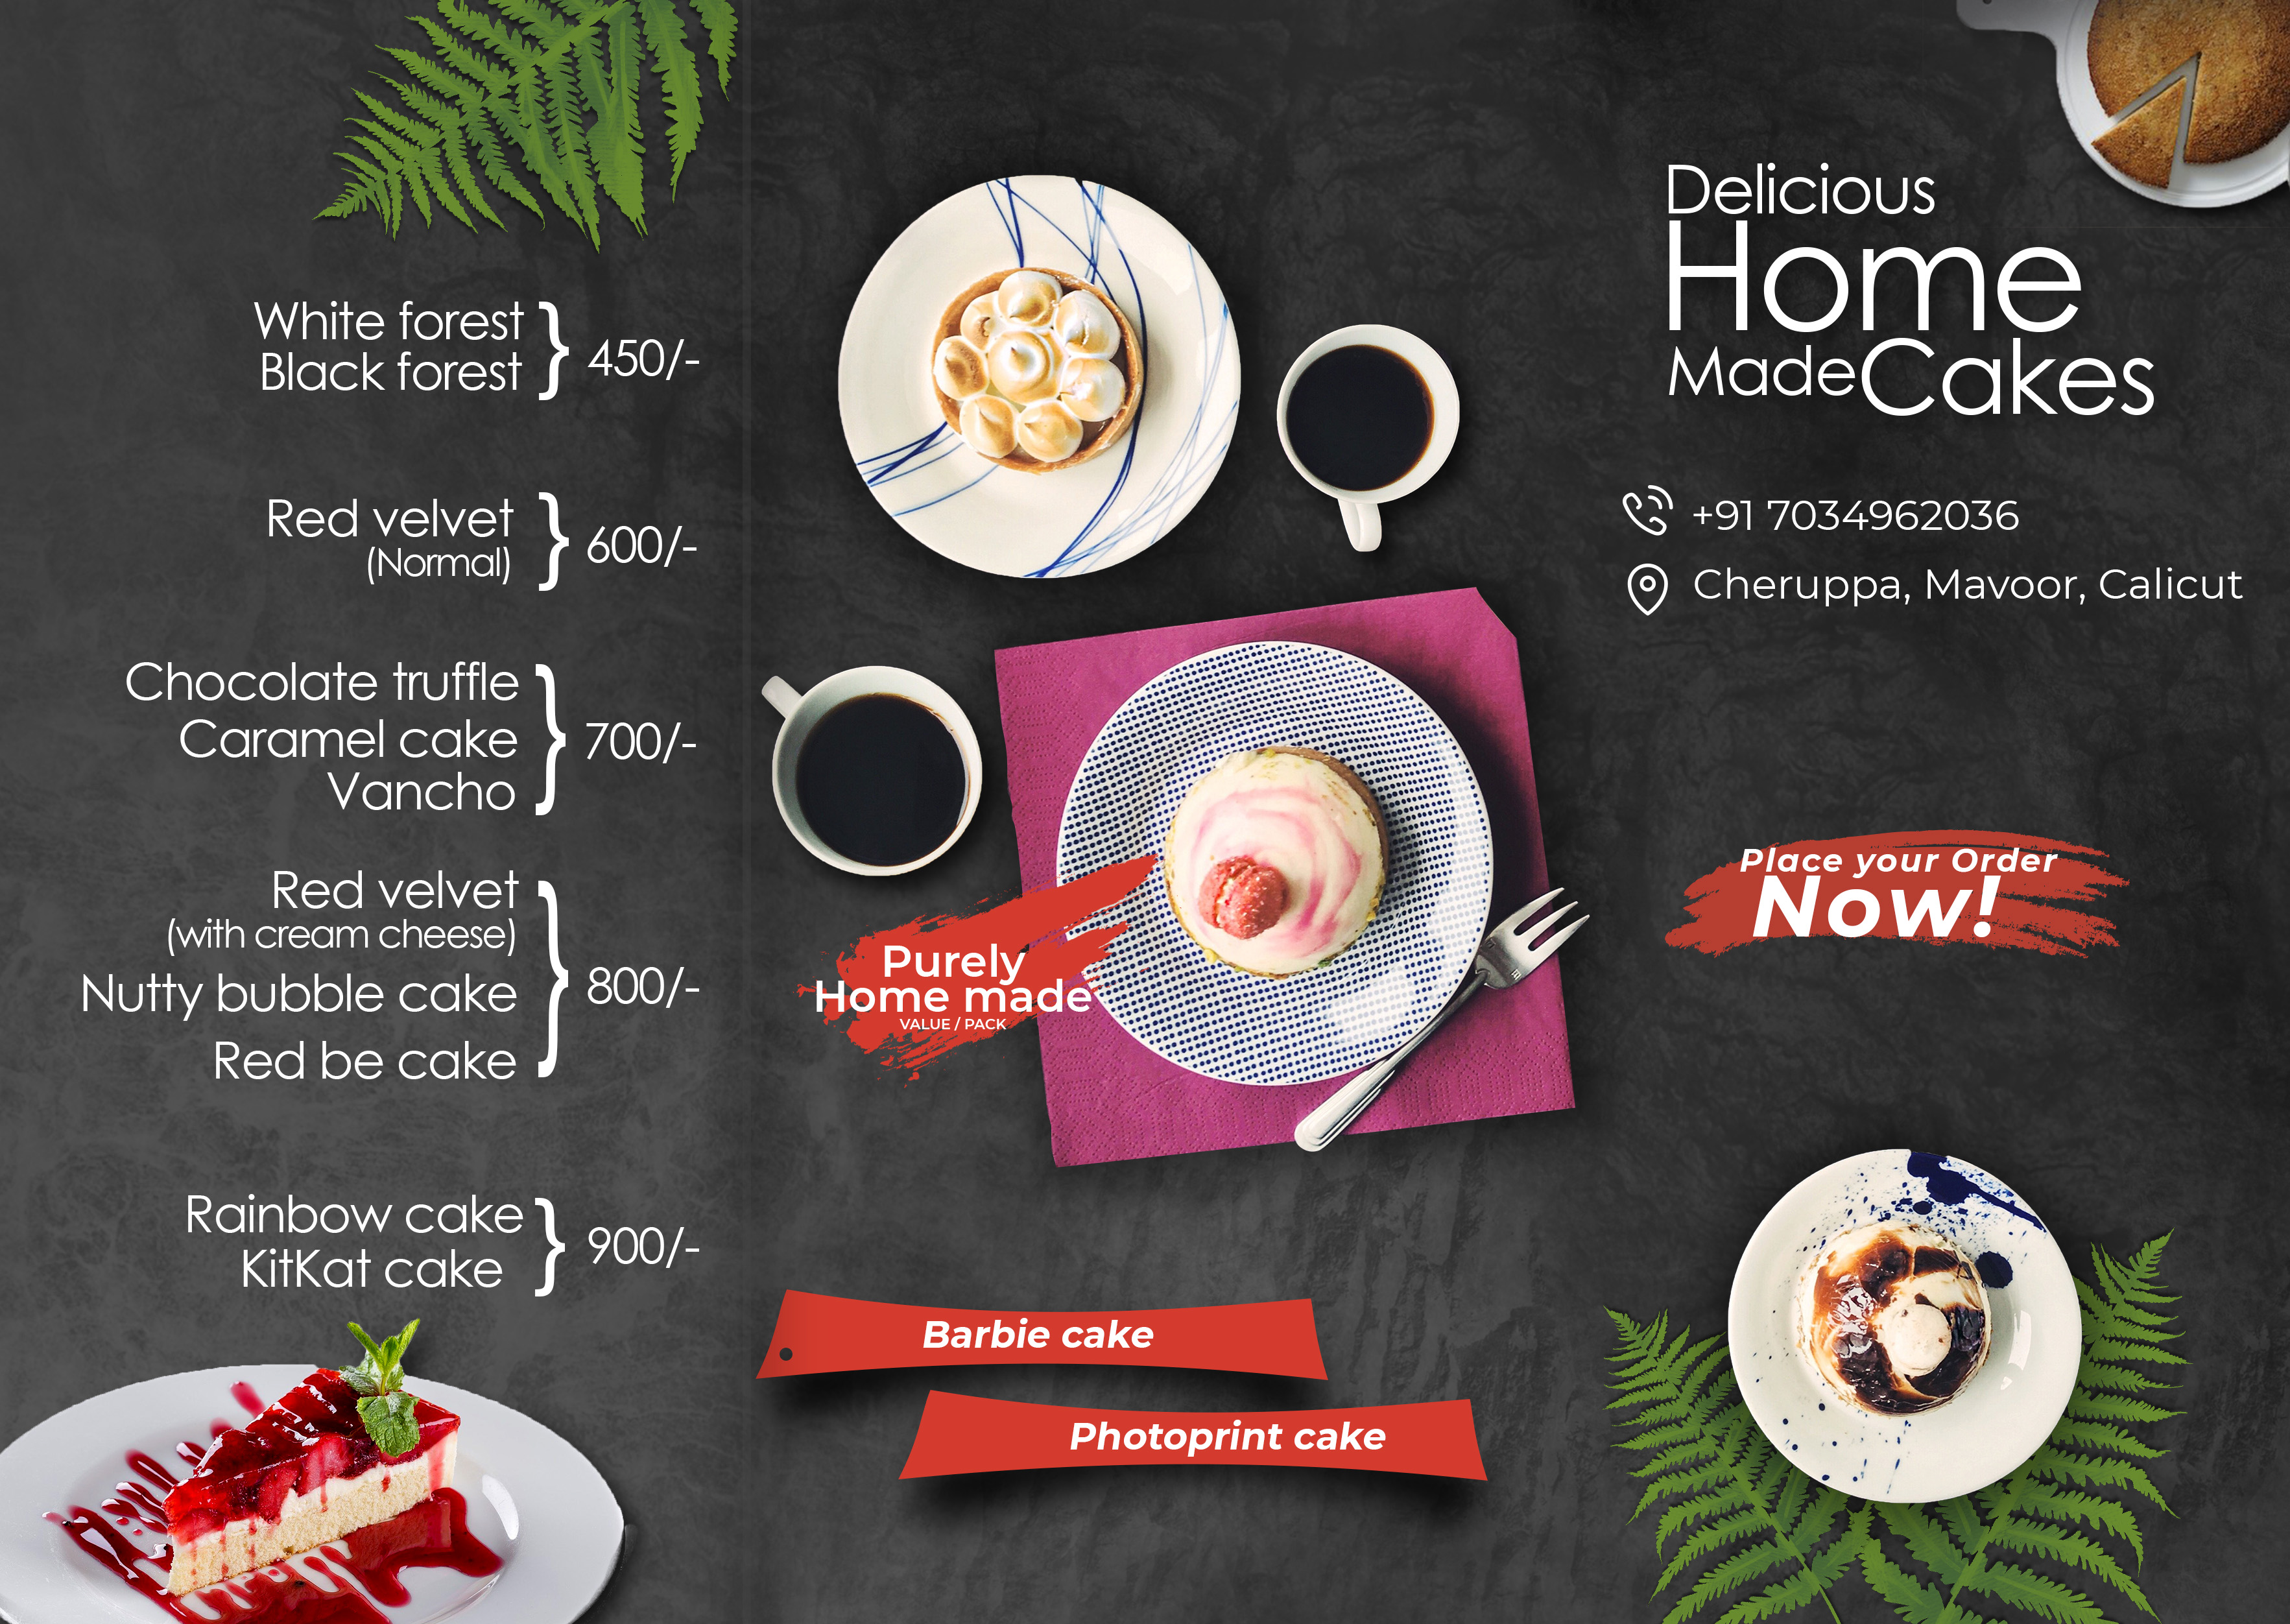 White forest
Black forest
450/-
Red velvet
(Normal)
600/-
Chocolate truffle
Caramel cake
Vancho
700/-
Red velvet
(with cream cheese)
Nutty bubble cake
Red be cake
800/-
Rainbow cake
KitKat cake
900/-
Purely
Home made
VALUE / PACK
Barbie cake
Photoprint cake
Delicious
Home
Made Cakes
+91 7034962036
Cheruppa, Mavoor, Calicut
Place your Order
Now!